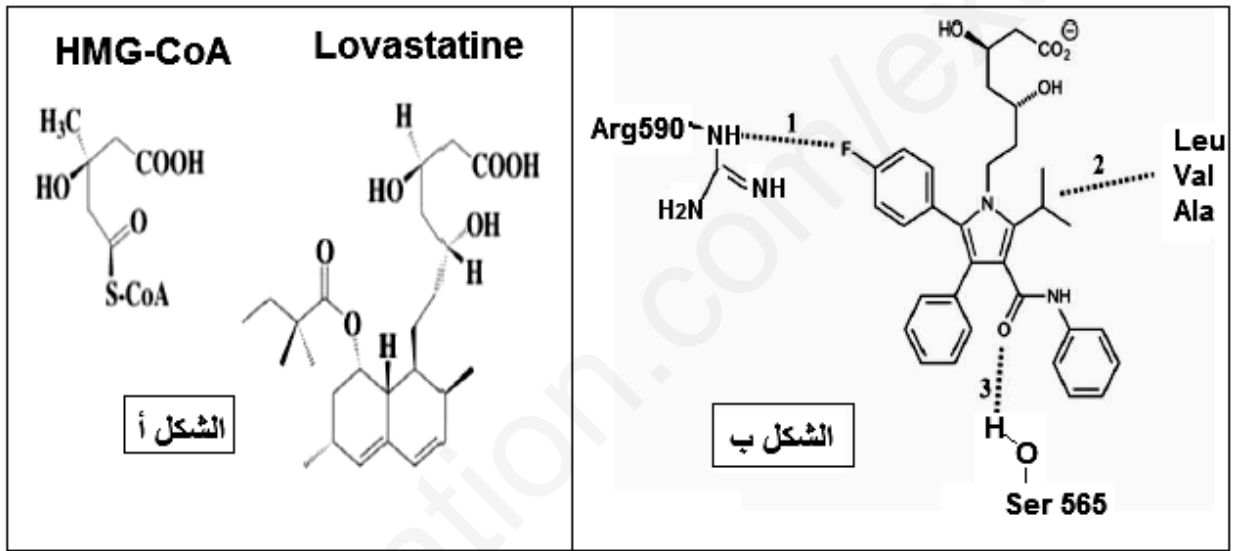 HMG-CoA
Lovastatine
H₃C
COOH
HO
O
S-CoA
H
COOH
HO
OH
H
O
O
H
الشكل أ
HO
CO₂⊖
OH
Arg590
NH
1
F
NH
H₂N
N
2
Leu
Val
Ala
NH
O
3
H
O
Ser 565
الشكل ب